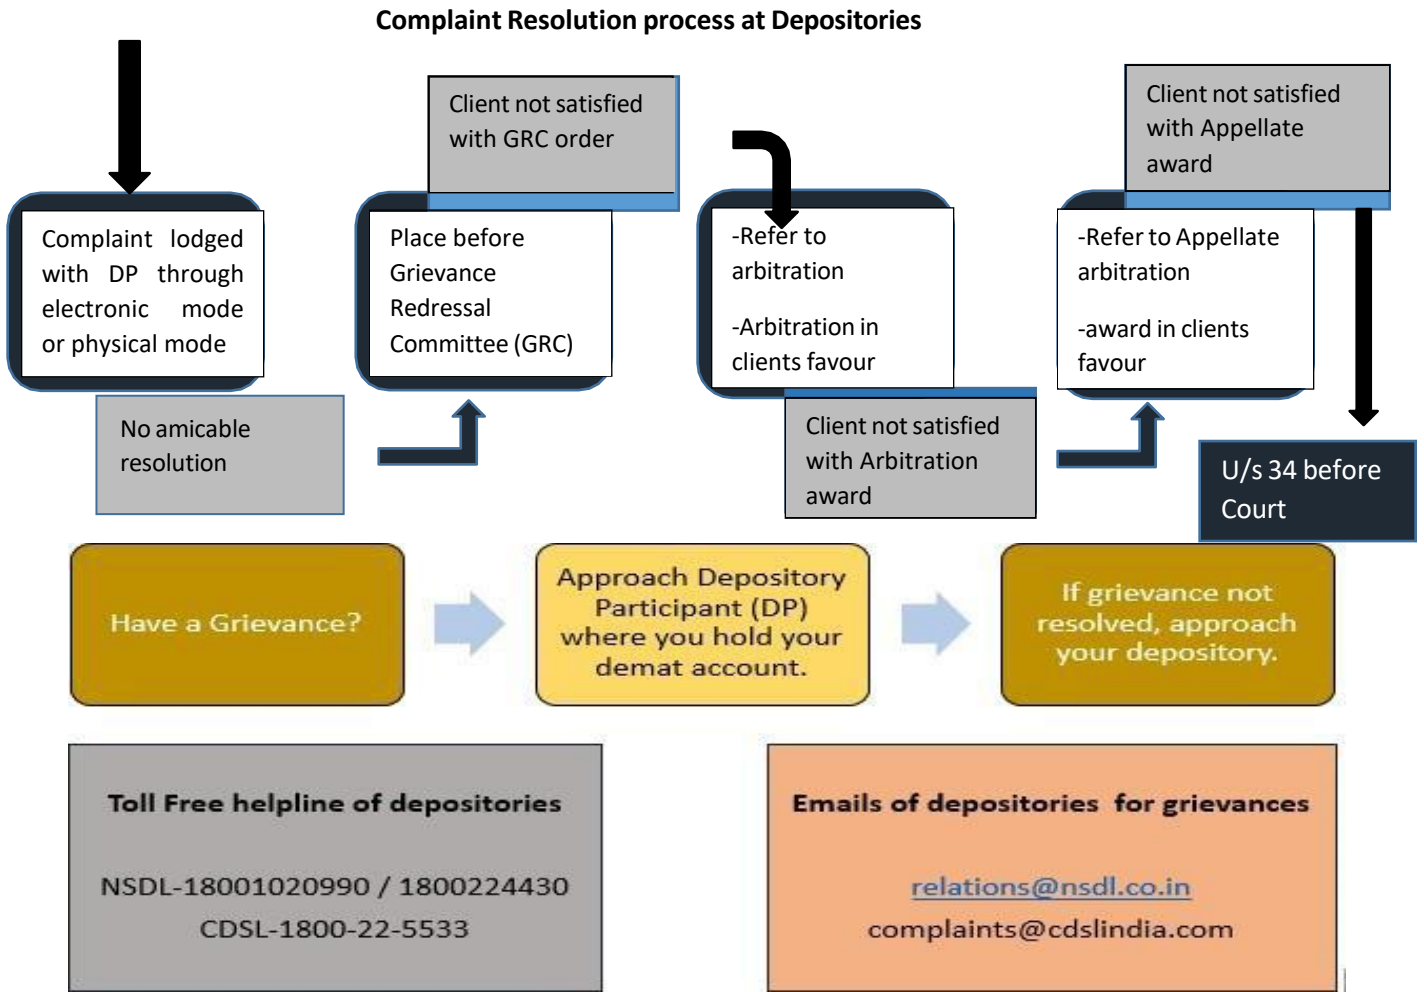 Complaint Resolution process at Depositories
Client not satisfied
with GRC order
Client not satisfied
with Appellate
award
Complaint lodged
with DP through
electronic mode
or physical mode
Place before
Grievance
Redressal
Committee (GRC)
-Refer to
arbitration
-Arbitration in
clients favour
-Refer to Appellate
arbitration
-award in clients
favour
No amicable
resolution
Client not satisfied
with Arbitration
award
U/s 34 before
Court
Have a Grievance?
Approach Depository
Participant (DP)
where you hold your
demat account.
If grievance not
resolved, approach
your depository.
Toll Free helpline of depositories
NSDL-18001020990 / 1800224430
CDSL-1800-22-5533
Emails of depositories for grievances
relations@nsdl.co.in
complaints@cdslindia.com